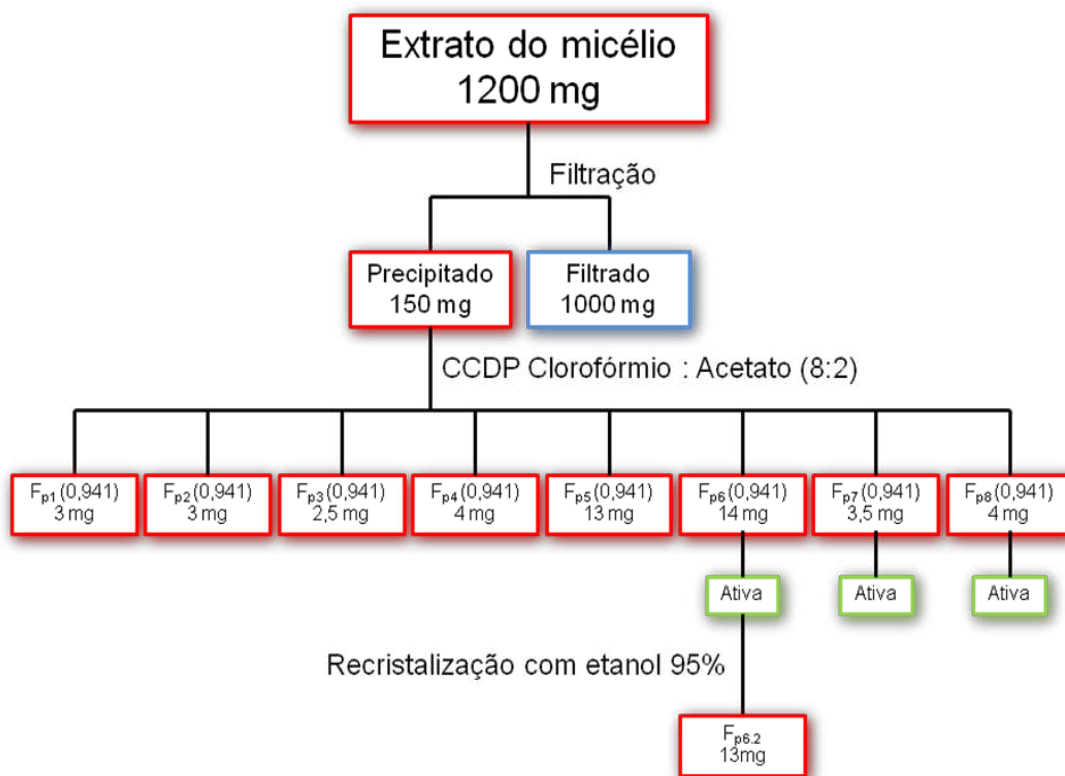 Extrato do micélio
1200 mg
Filtração
Precipitado
150 mg
Filtrado
1000 mg
CCDP Clorofórmio : Acetato (8:2)
Fp1 (0,941)
3 mg
Fp2 (0,941)
3 mg
Fp3 (0,941)
2,5 mg
Fp4 (0,941)
4 mg
Fp5 (0,941)
13 mg
Fp6 (0,941)
14 mg
Fp7 (0,941)
3,5 mg
Fp8 (0,941)
4 mg
Ativa
Ativa
Ativa
Recristalização com etanol 95%
Fp6.2
13mg